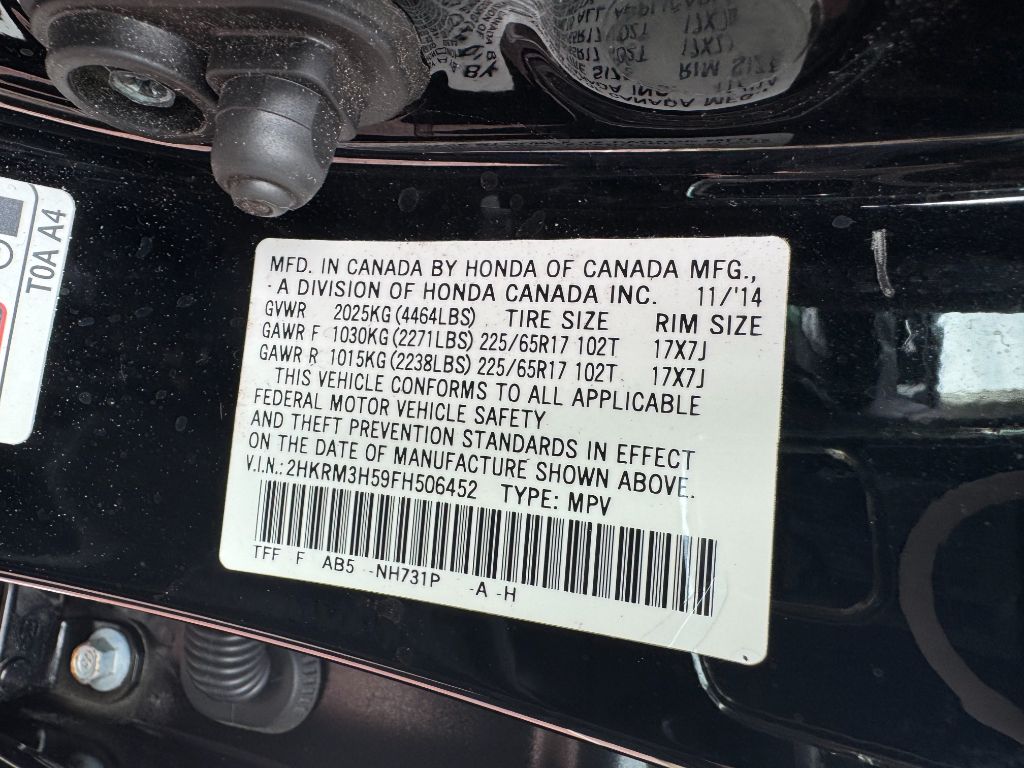 MFD. IN CANADA BY HONDA OF CANADA MFG.,
A DIVISION OF HONDA CANADA INC. 11/'14
GVWR 2025KG (4464LBS) TIRE SIZE RIM SIZE
GAWR F 1030KG (2271LBS) 225/65R17 102T 17X7J
GAWR R 1015KG (2238LBS) 225/65R17 102T 17X7J
THIS VEHICLE CONFORMS TO ALL APPLICABLE
FEDERAL MOTOR VEHICLE SAFETY
AND THEFT PREVENTION STANDARDS IN EFFECT
ON THE DATE OF MANUFACTURE SHOWN ABOVE.
V.I.N.: 2HKRM3H59FH506452 TYPE: MPV
TFF F AB5 -NH731P -A -H
T0A A4